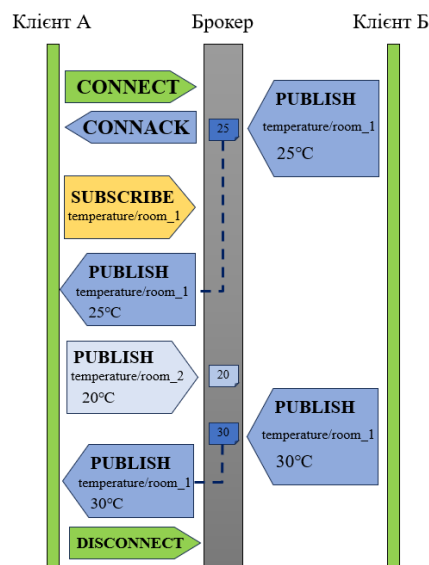 Клієнт А
Брокер
Клієнт Б
CONNECT
PUBLISH
temperature/room_1
25℃
CONNACK
25
SUBSCRIBE
temperature/room_1
PUBLISH
temperature/room_1
25℃
PUBLISH
temperature/room_2
20℃
20
PUBLISH
temperature/room_1
30℃
30
PUBLISH
temperature/room_1
30℃
DISCONNECT